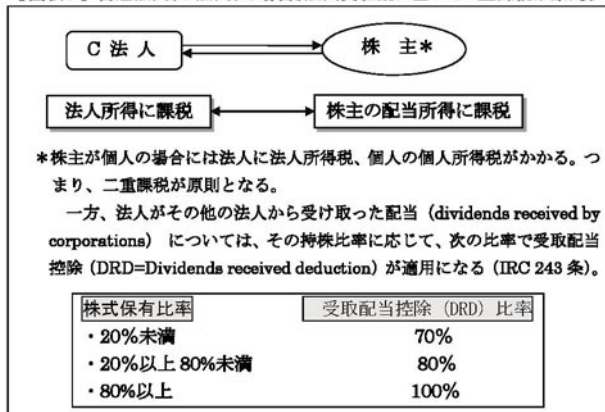 C 法 人
株 主*
法人所得に課税
株主の配当所得に課税
*株主が個人の場合には法人に法人所得税、個人の個人所得税がかかる。つ
まり、二重課税が原則となる。
一方、法人がその他の法人から受け取った配当(dividends received by
corporations) については、その持株比率に応じて、次の比率で受取配当
控除(DRD=Dividends received deduction)が適用になる(IRC 243 条)。
株式保有比率 受取配当控除(DRD)比率
・20%未満 70%
・20%以上 80%未満 80%
・80%以上 100%